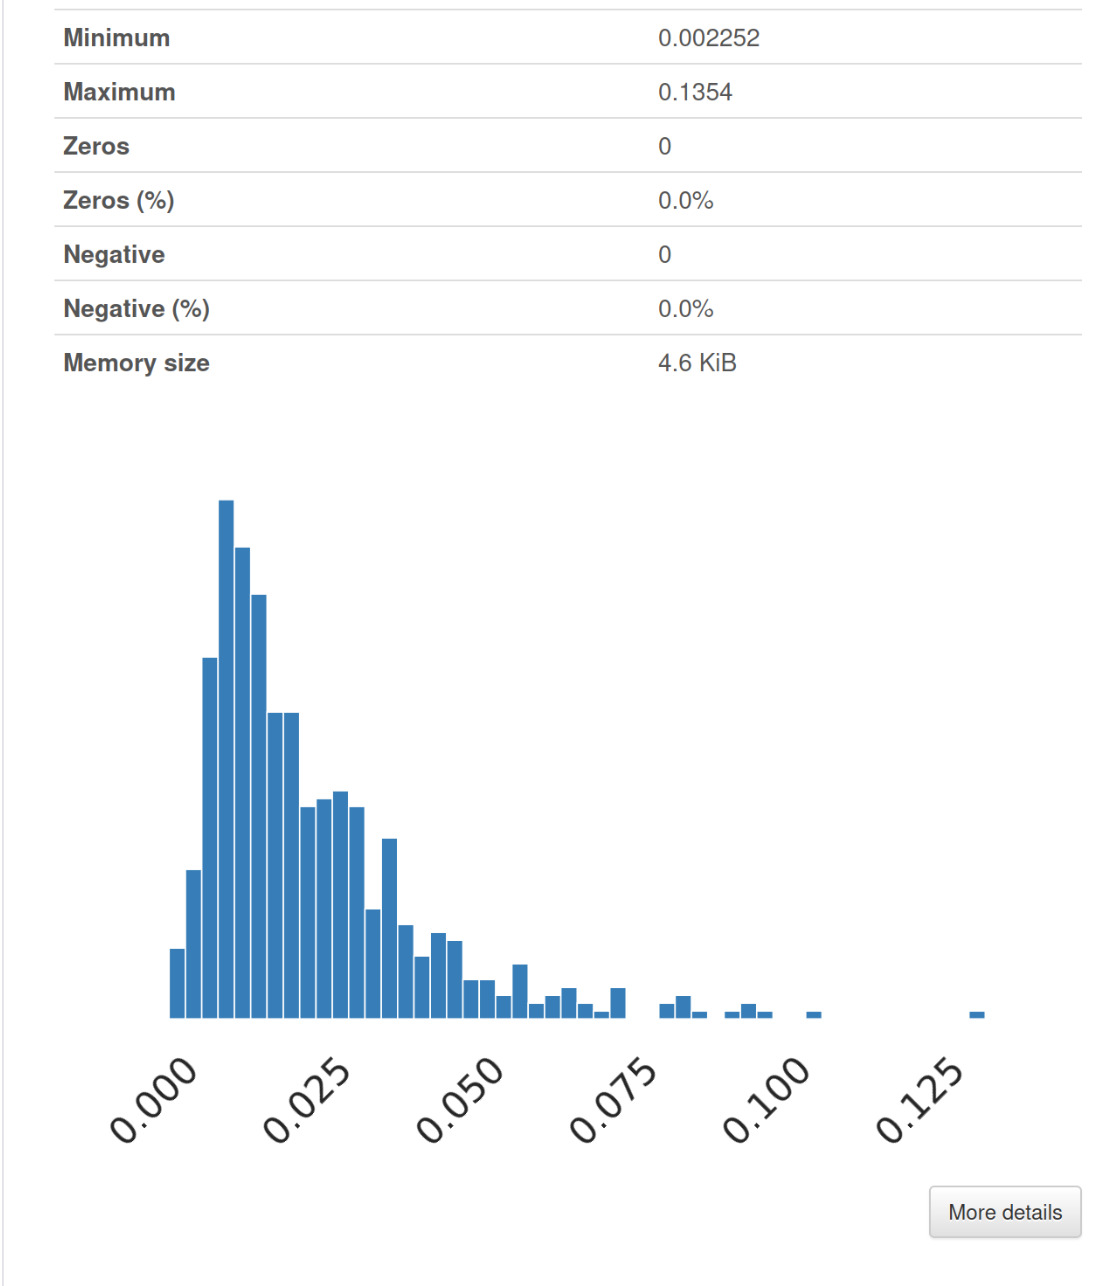 Minimum 0.002252
Maximum 0.1354
Zeros 0
Zeros (%) 0.0%
Negative 0
Negative (%) 0.0%
Memory size 4.6 KiB
0.000 0.025 0.050 0.075 0.100 0.125
More details